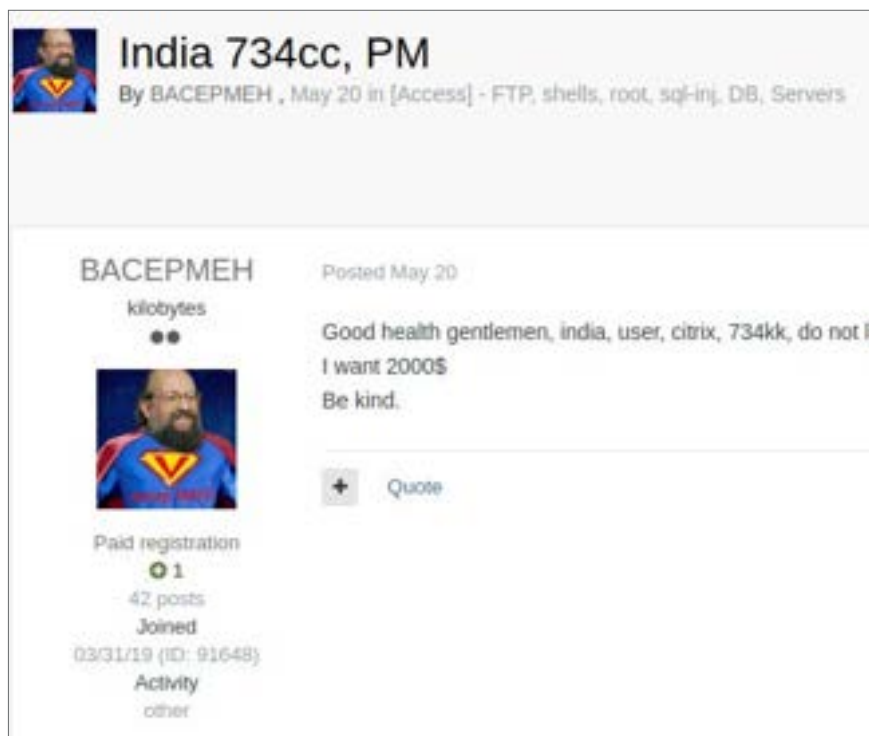 India 734cc, PM
By BACEPMEH , May 20 in [Access] - FTP, shells, root, sql-inj, DB, Servers
BACEPMEH
kilobytes
Posted May 20
Good health gentlemen, india, user, citrix, 734kk, do not
I want 2000$
Be kind.
V
+ Quote
Paid registration
1
42 posts
Joined
03/31/19 (ID: 91648)
Activity
other